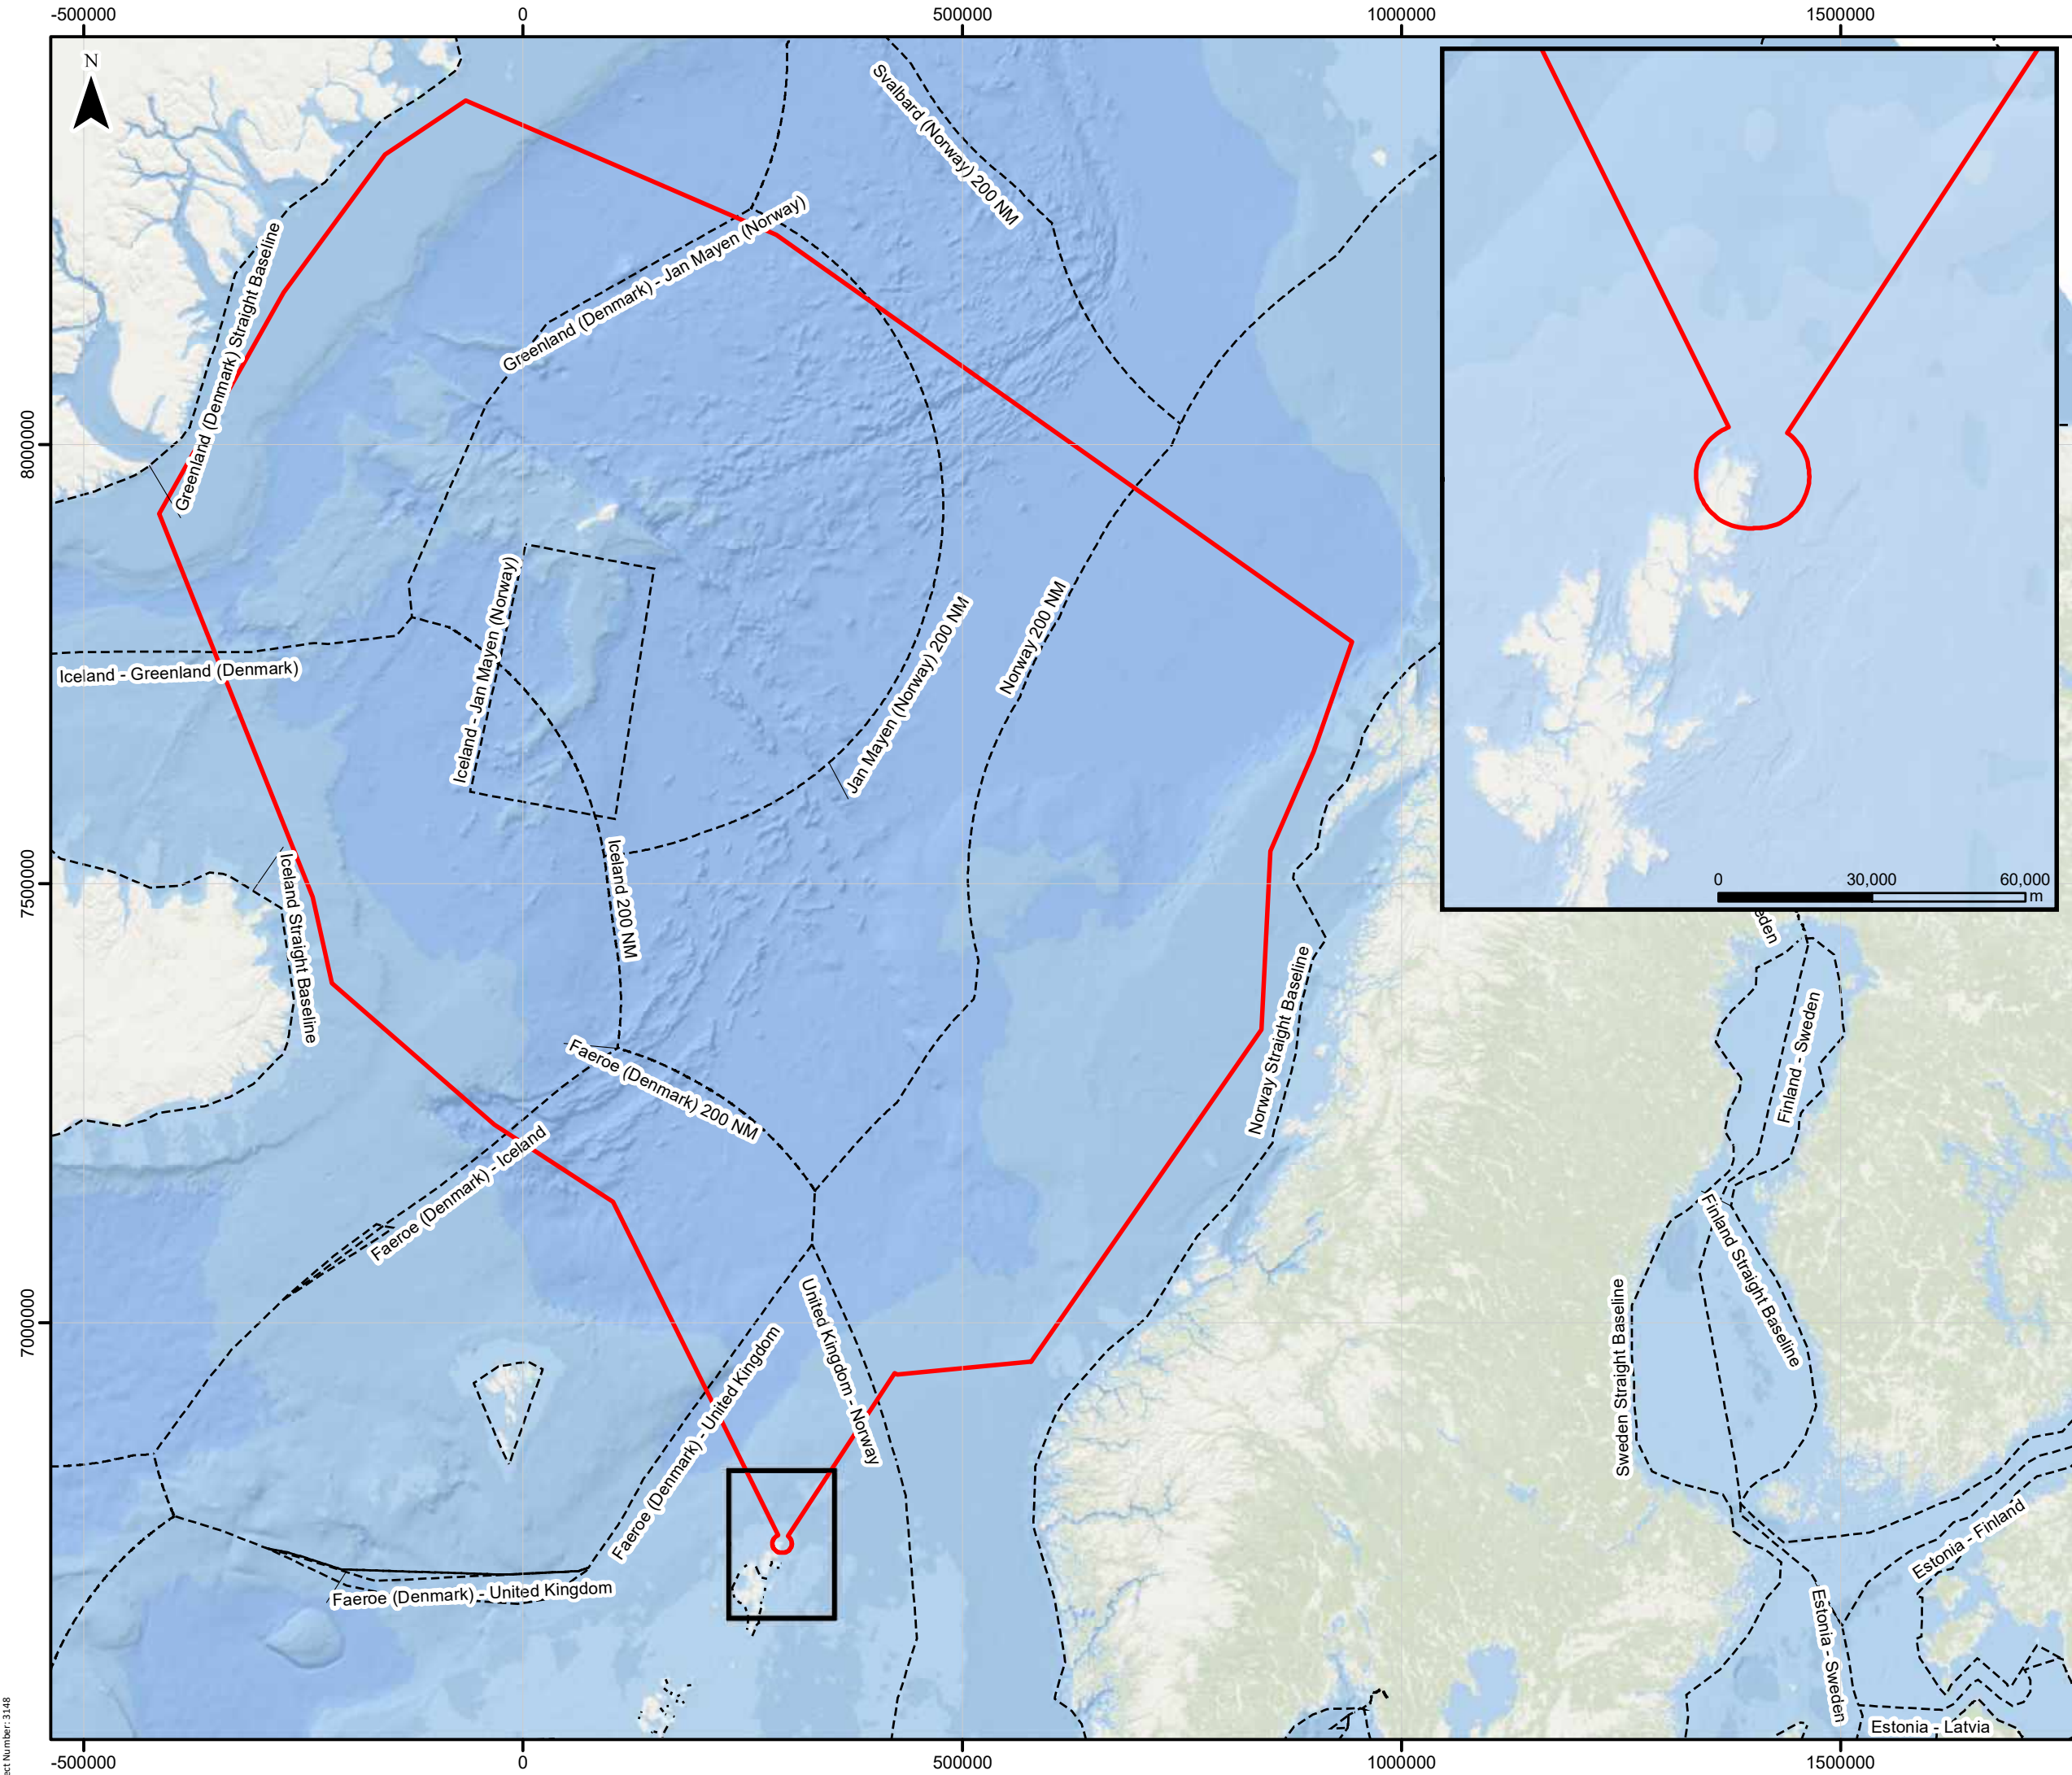 -500000
0
500000
1000000
1500000
N
Svalbard (Norway) 200 NM
Greenland (Denmark) - Jan Mayen (Norway)
Greenland (Denmark) Straight Baseline
8000000
Iceland - Greenland (Denmark)
Iceland - Jan Mayen (Norway)
Jan Mayen (Norway) 200 NM
Norway 200 NM
0
30,000
60,000
m
7500000
Iceland Straight Baseline
Iceland 200 NM
eden
Norway Straight Baseline
Finland - Sweden
Faeroe (Denmark) 200 NM
Faeroe (Denmark) - Iceland
7000000
United Kingdom - Norway
Faeroe (Denmark) - United Kingdom
Finland Straight Baseline
Sweden Straight Baseline
Estonia - Finland
Faeroe (Denmark) - United Kingdom
Estonia - Sweden
Estonia - Latvia
ect Number: 3148
-500000
0
500000
1000000
1500000